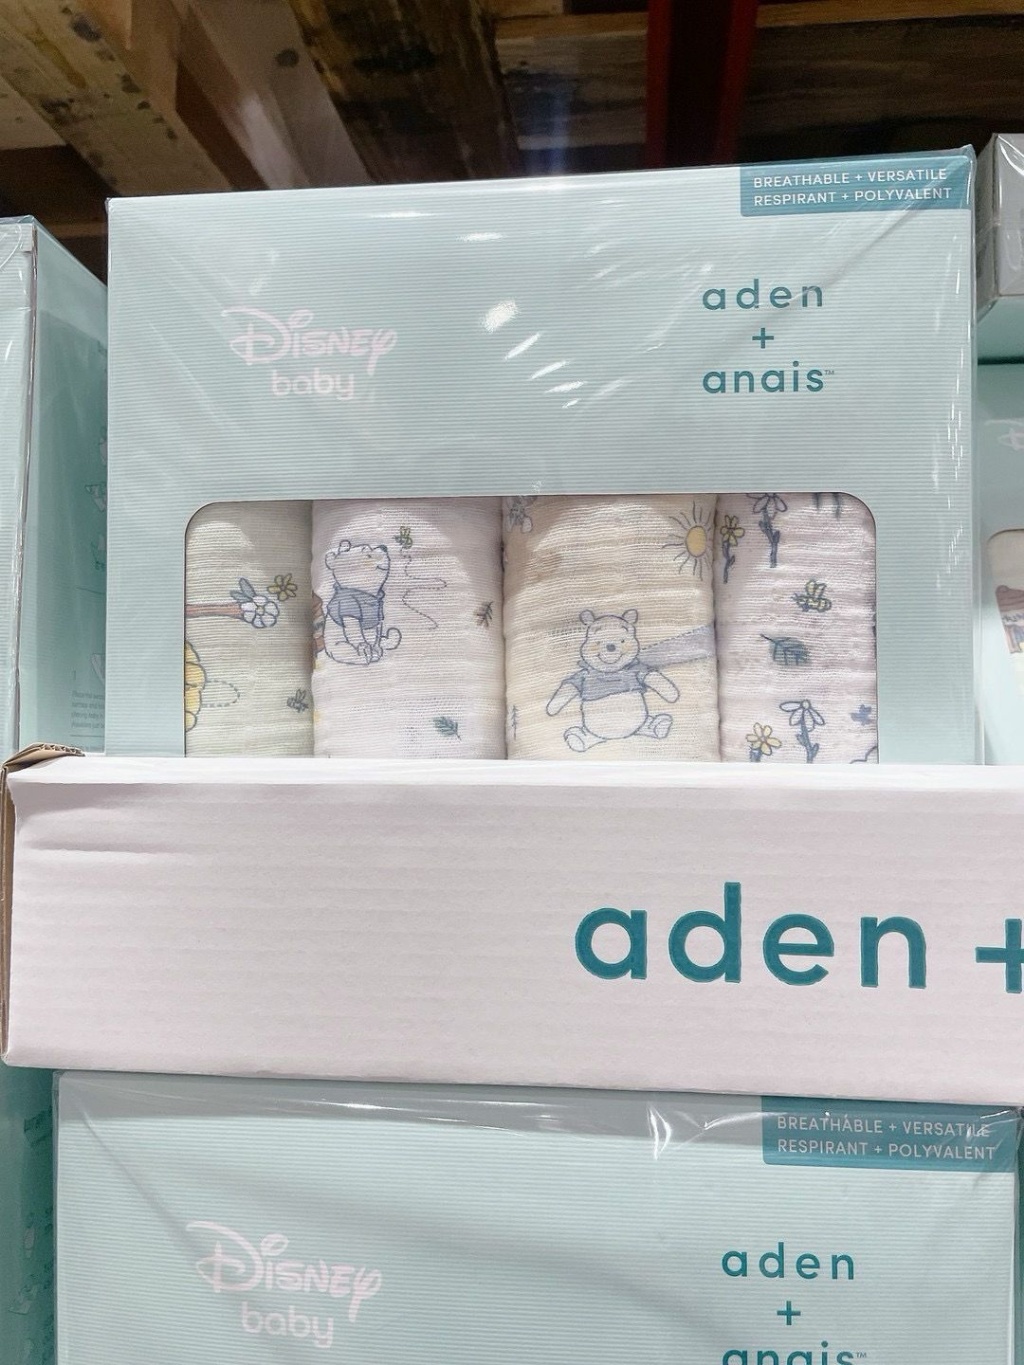 BREATHABLE + VERSATILE
RESPIRANT + POLYVALENT
Disney
baby
aden
+
anais™
aden +
BREATHABLE + VERSATILE
RESPIRANT + POLYVALENT
Disney
baby
aden
+
anais™